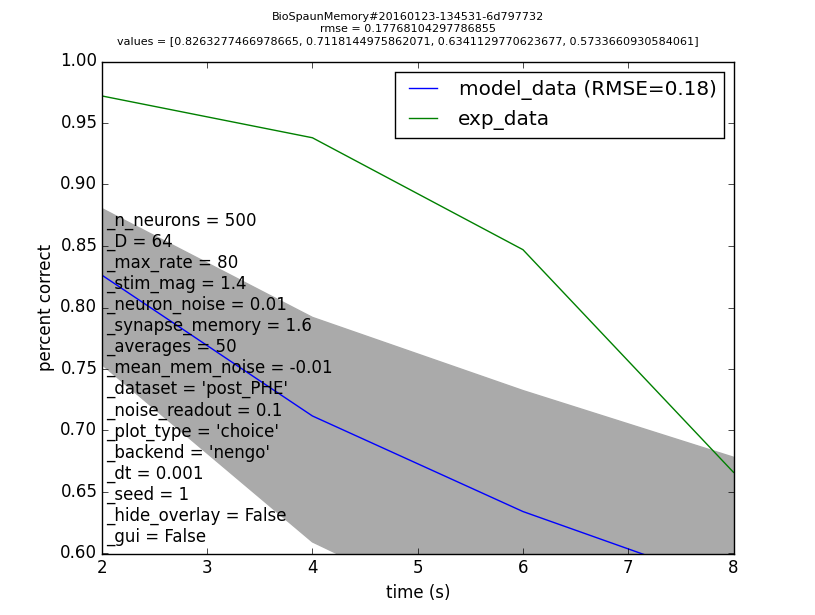 BioSpaunMemory#20160123-134531-6d797732
rmse = 0.17768104297786855
values = [0.8263277466978665, 0.7118144975862071, 0.6341129770623677, 0.5733660930584061]
1.00
0.95
0.90
0.85
0.80
0.75
0.70
0.65
0.60
percent correct
model_data (RMSE=0.18)
exp_data
_n_neurons = 500
_D = 64
_max_rate = 80
_stim_mag = 1.4
_neuron_noise = 0.01
_synapse_memory = 1.6
_averages = 50
_mean_mem_noise = -0.01
_dataset = 'post_PHE'
_noise_readout = 0.1
_plot_type = 'choice'
_backend = 'nengo'
_dt = 0.001
_seed = 1
_hide_overlay = False
_gui = False
2 3 4 5 6 7 8
time (s)